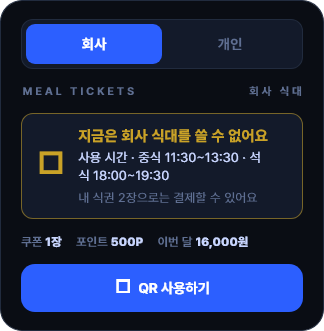 회사 개인
MEAL TICKETS 회사 식대
지금은 회사 식대를 쓸 수 없어요
사용 시간 · 중식 11:30~13:30 · 석
식 18:00~19:30
내 식권 2장으로는 결제할 수 있어요
쿠폰 1장 포인트 500P 이번 달 16,000원
QR 사용하기